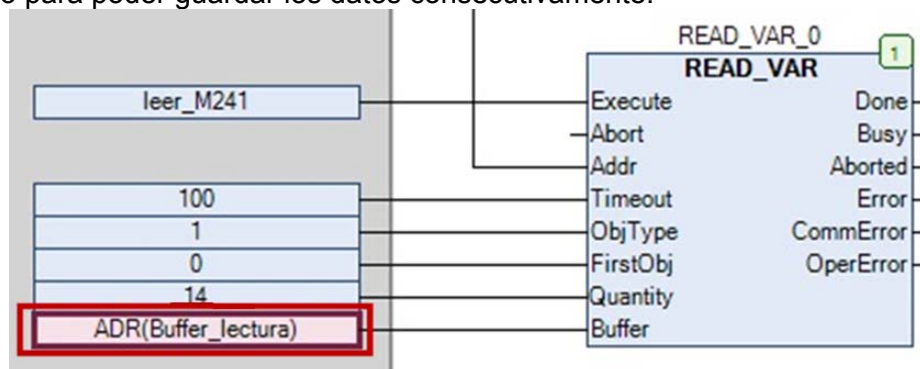 o para poder guardar los datos consecutivamente.
READ_VAR_0
1
READ_VAR
leer_M241
Execute Done
Abort Busy
Addr Aborted
100 Timeout Error
1 ObjType CommError
0 FirstObj OperError
14 Quantity
ADR(Buffer_lectura) Buffer